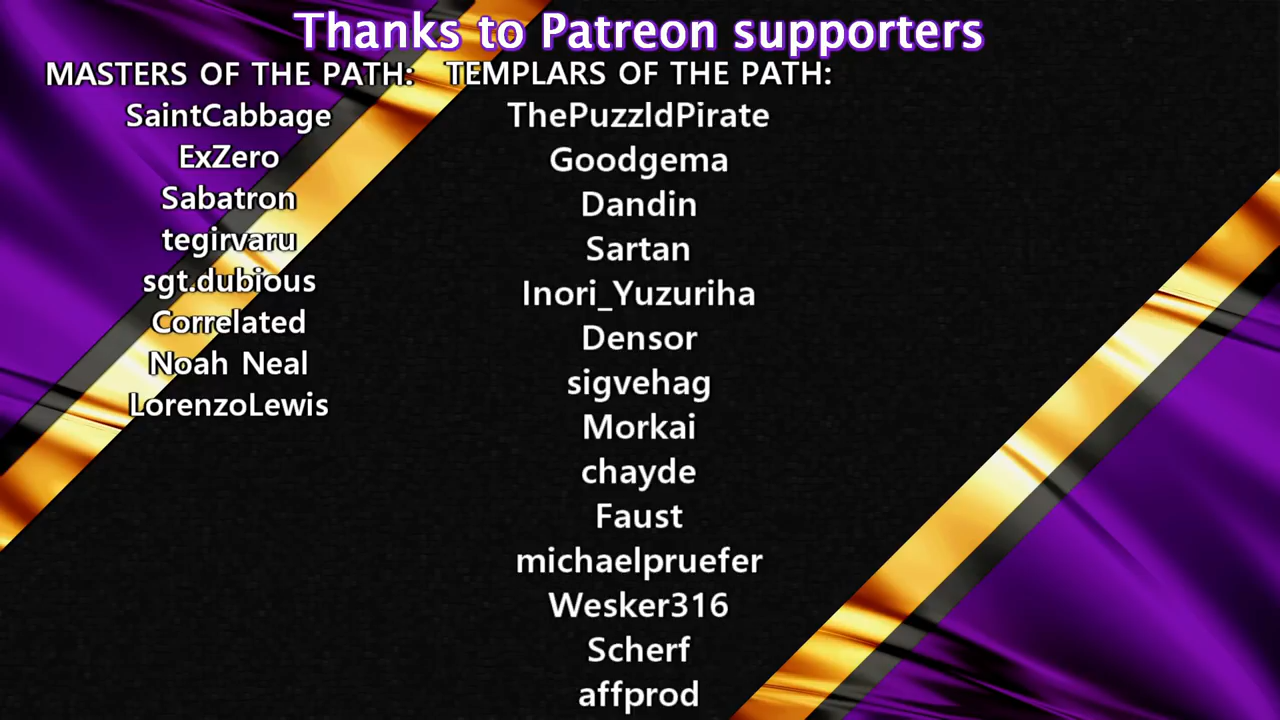 Thanks to Patreon supporters
MASTERS OF THE PATH:
SaintCabbage
ExZero
Sabatron
tegirvaru
sgt.dubious
Correlated
Noah Neal
LorenzoLewis
TEMPLARS OF THE PATH:
ThePuzzldPirate
Goodgema
Dandin
Sartan
Inori_Yuzuriha
Densor
sigvehag
Morkai
chayde
Faust
michaelpruefer
Wesker316
Scherf
affprod